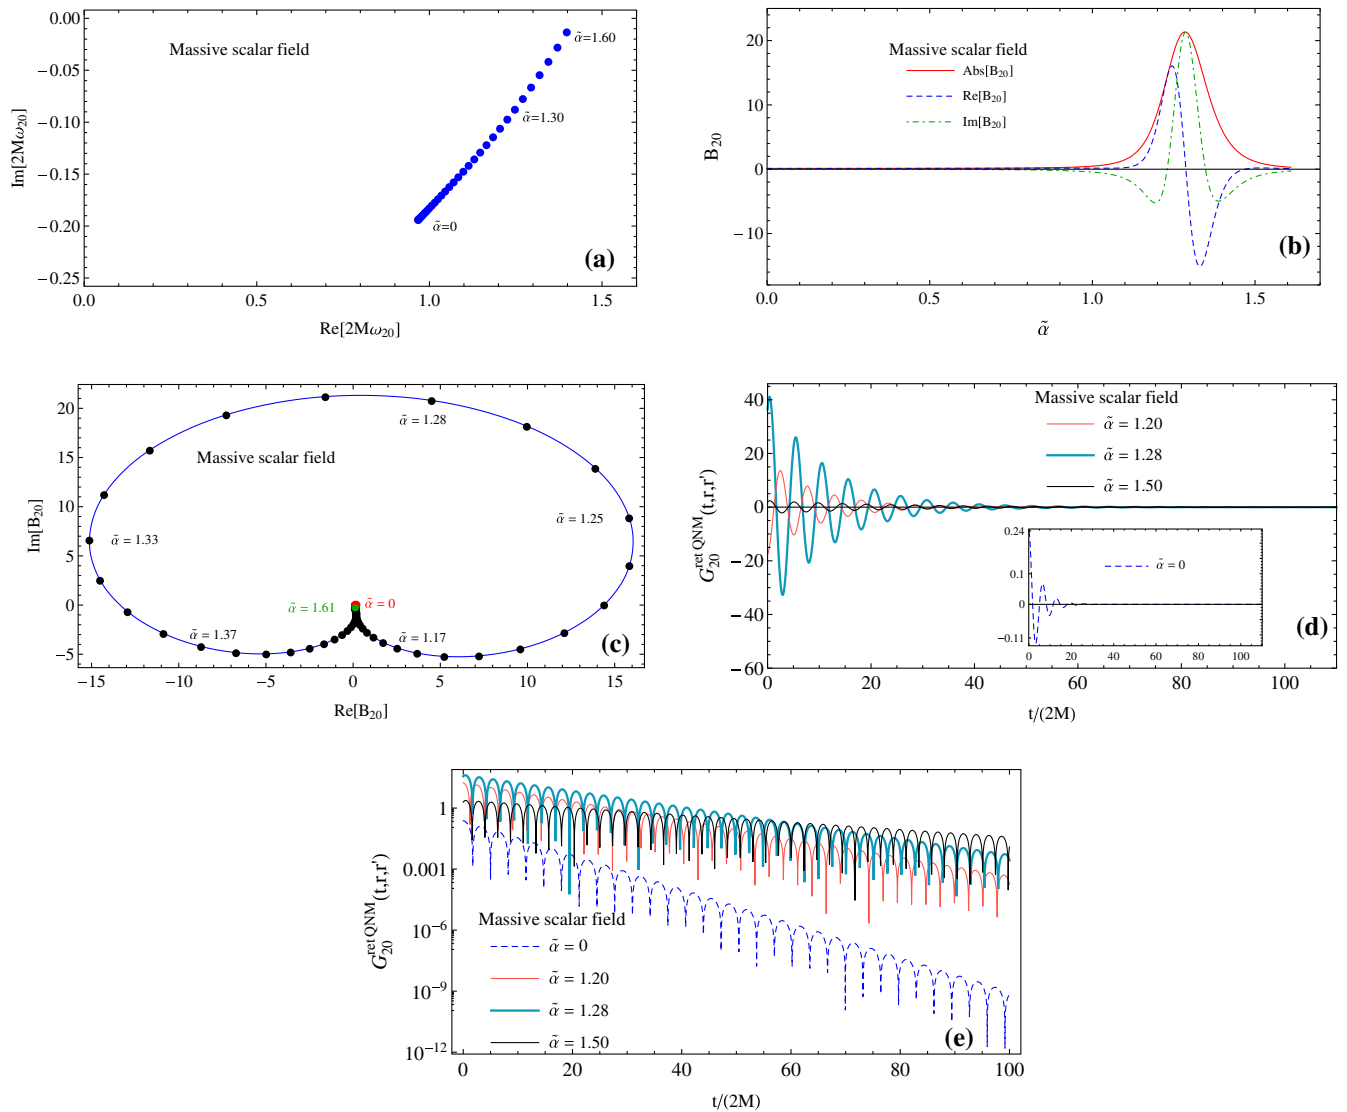 0.00
−0.05
−0.10
−0.15
−0.20
−0.25
Im[2Mω₂₀]
Massive scalar field
α̃=1.60
α̃=1.30
α̃=0
(a)
0.0
0.5
1.0
1.5
Re[2Mω₂₀]
20
10
0
−10
B₂₀
Massive scalar field
Abs[B₂₀]
Re[B₂₀]
Im[B₂₀]
(b)
0.0
0.5
1.0
1.5
α̃
20
15
10
5
0
−5
Im[B₂₀]
α̃ = 1.28
Massive scalar field
α̃ = 1.25
α̃ = 1.33
α̃ = 1.61
α̃ = 0
α̃ = 1.37
α̃ = 1.17
(c)
−15
−10
−5
0
5
10
15
Re[B₂₀]
40
20
0
−20
−40
−60
G₂₀^ret QNM(t,r,r')
Massive scalar field
α̃ = 1.20
α̃ = 1.28
α̃ = 1.50
0.24
0.1
0
−0.11
α̃ = 0
0
20
40
60
80
100
(d)
0
20
40
60
80
100
t/(2M)
1
0.001
10⁻⁶
10⁻⁹
10⁻¹²
G₂₀^ret QNM(t,r,r')
Massive scalar field
α̃ = 0
α̃ = 1.20
α̃ = 1.28
α̃ = 1.50
(e)
0
20
40
60
80
100
t/(2M)